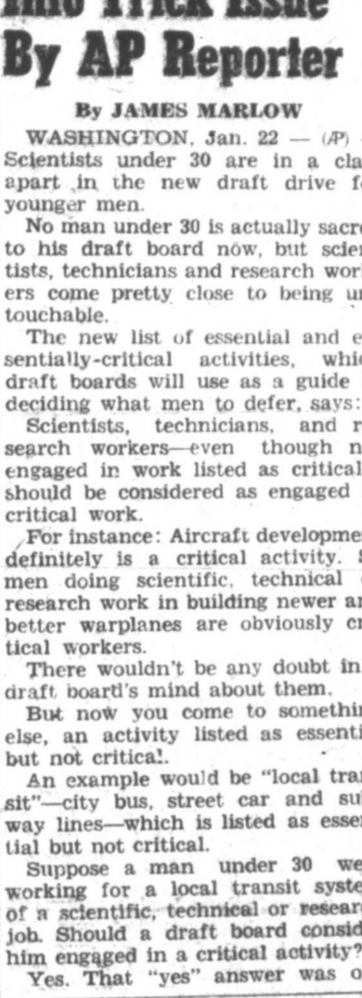 Into Trick Issue
By AP Reporter
By JAMES MARLOW
WASHINGTON, Jan. 22 — (AP)
Scientists under 30 are in a cla
apart in the new draft drive f
younger men.
No man under 30 is actually sacr
to his draft board now, but scien
tists, technicians and research wor
ers come pretty close to being u
touchable.
The new list of essential and e
sentially-critical activities, whic
draft boards will use as a guide
deciding what men to defer, says:
Scientists, technicians, and r
search workers—even though n
engaged in work listed as critical
should be considered as engaged
critical work.
For instance: Aircraft developme
definitely is a critical activity. S
men doing scientific, technical
research work in building newer a
better warplanes are obviously cr
tical workers.
There wouldn't be any doubt in
draft board's mind about them.
But now you come to somethin
else, an activity listed as essenti
but not critical.
An example would be "local tra
sit"—city bus, street car and su
way lines—which is listed as esse
tial but not critical.
Suppose a man under 30 we
working for a local transit syste
of a scientific, technical or resear
job. Should a draft board consid
him engaged in a critical activity?
Yes. That "yes" answer was o